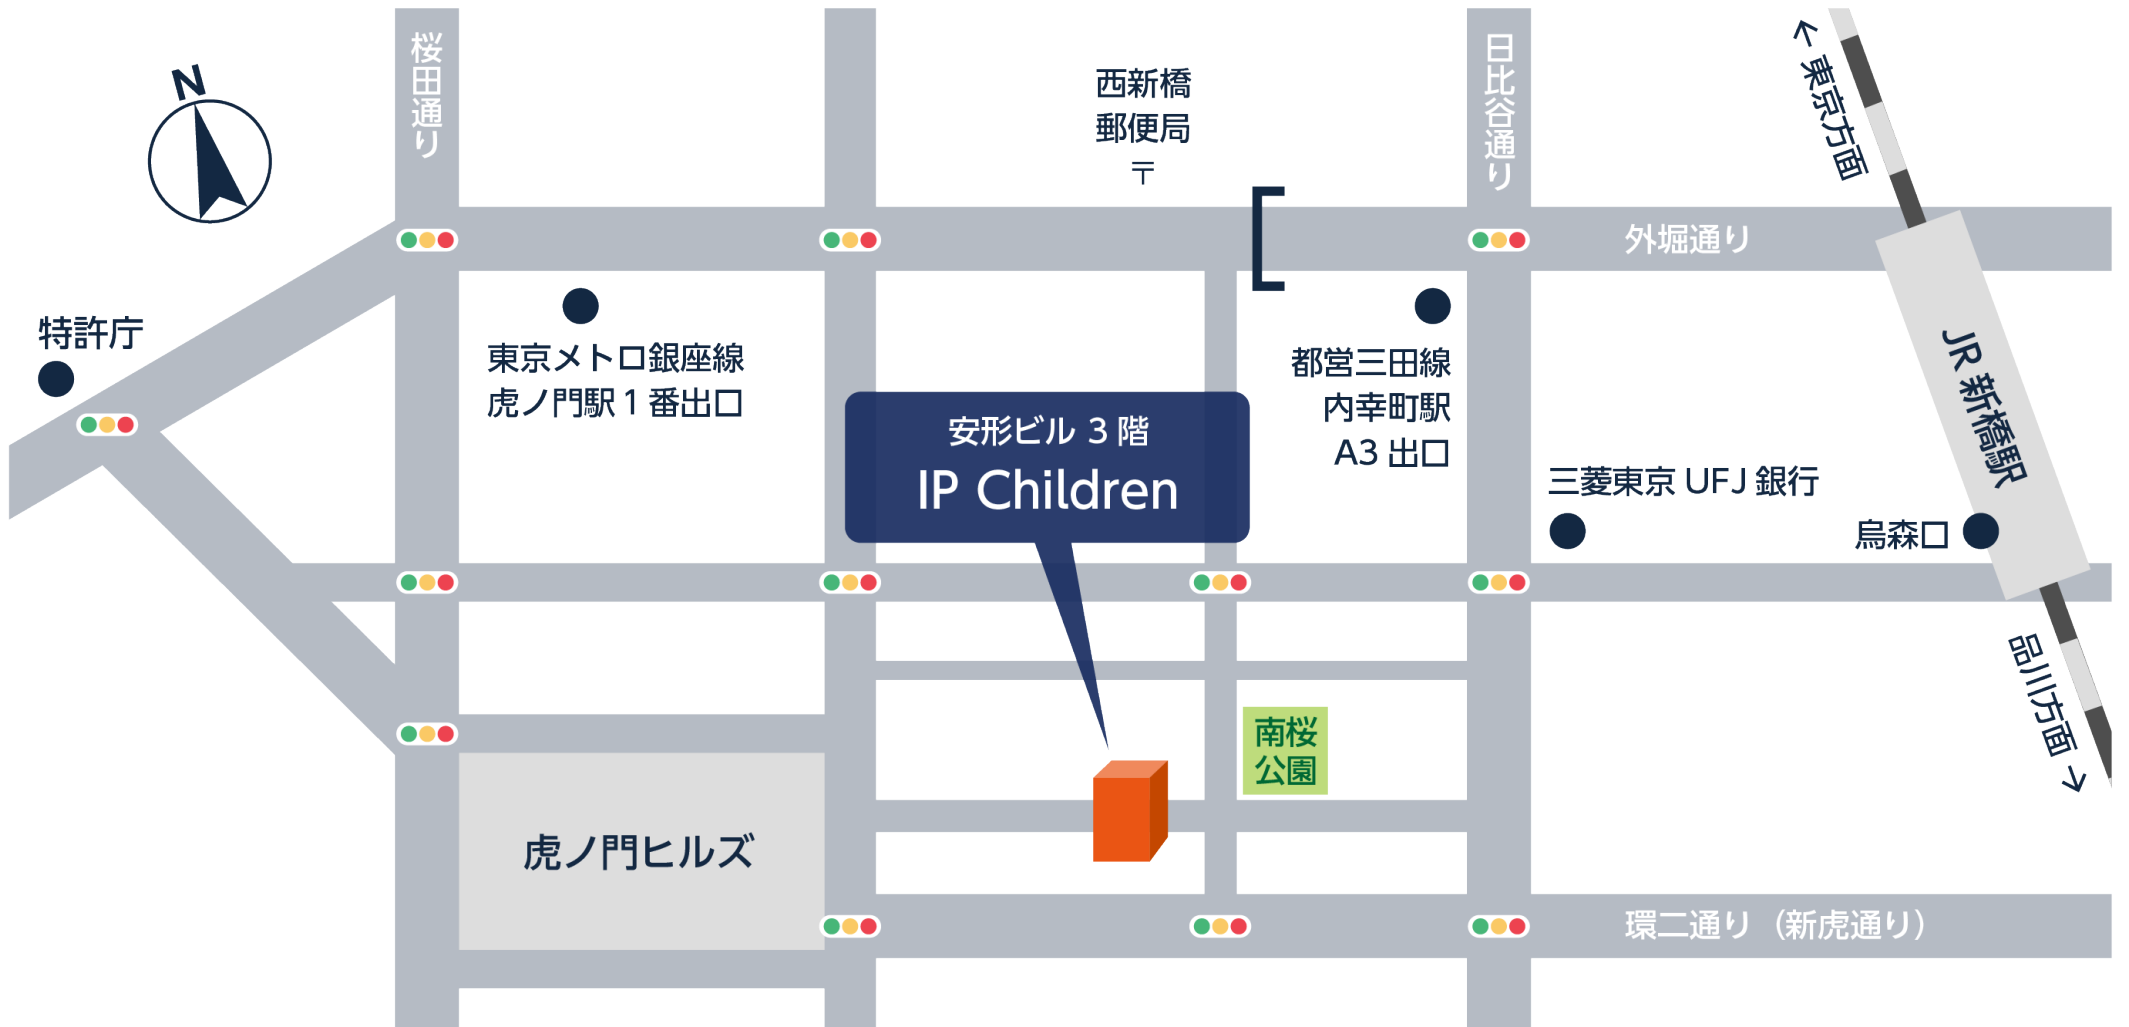 N
桜田通り
西新橋
郵便局
〒
日比谷通り
← 東京方面
外堀通り
特許庁
東京メトロ銀座線
虎ノ門駅 1 番出口
都営三田線
内幸町駅
A3 出口
JR 新橋駅
安形ビル 3 階
IP Children
三菱東京 UFJ 銀行
烏森口
品川方面 →
南桜
公園
虎ノ門ヒルズ
環二通り（新虎通り）